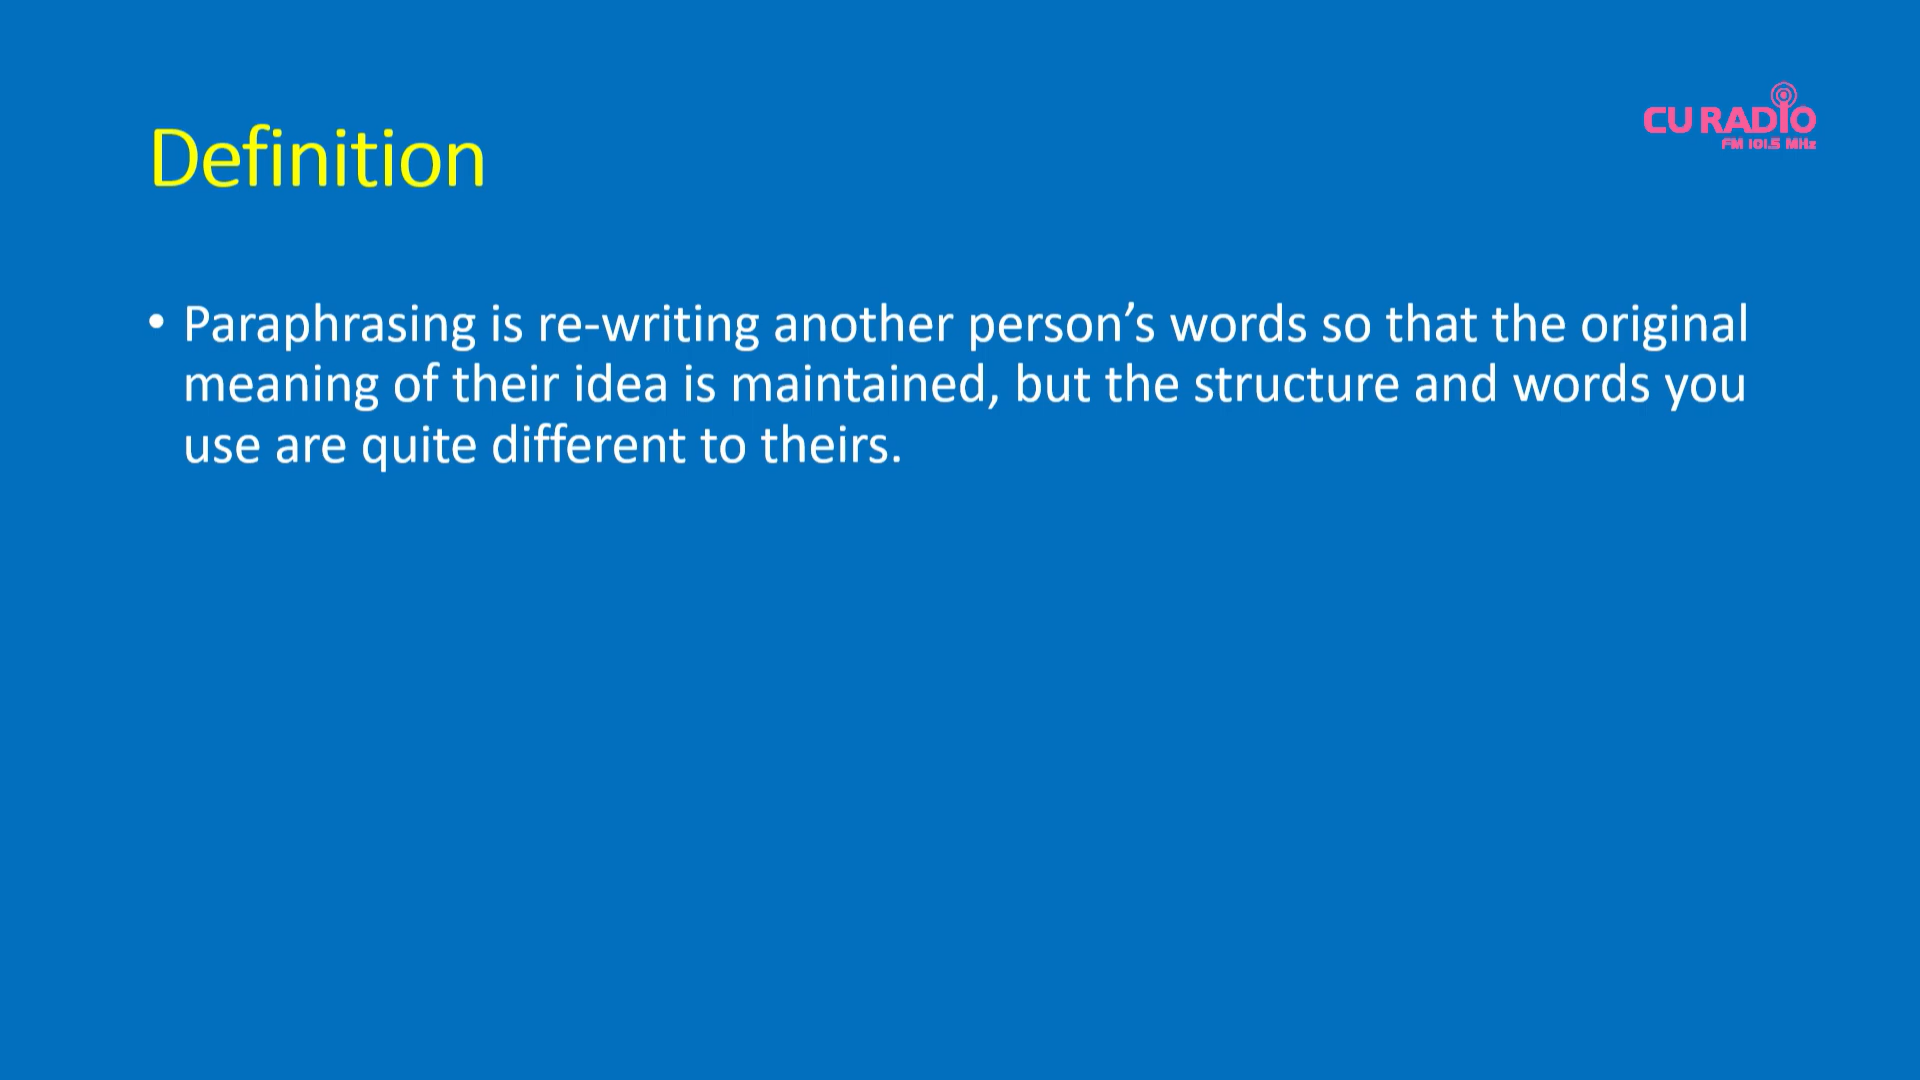 CU RADIO
FM 101.5 MHz
Definition
• Paraphrasing is re-writing another person’s words so that the original
meaning of their idea is maintained, but the structure and words you
use are quite different to theirs.